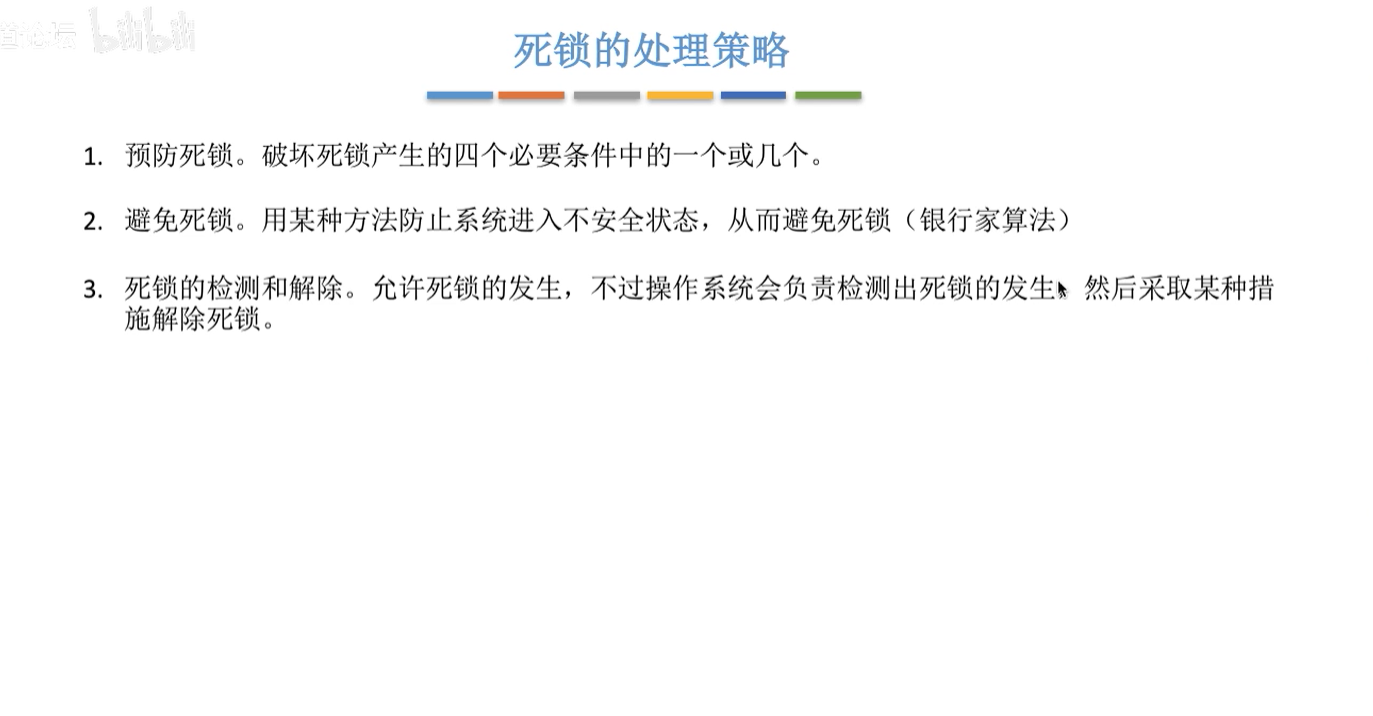 死锁的处理策略
1. 预防死锁。破坏死锁产生的四个必要条件中的一个或几个。
2. 避免死锁。用某种方法防止系统进入不安全状态，从而避免死锁（银行家算法）
3. 死锁的检测和解除。允许死锁的发生，不过操作系统会负责检测出死锁的发生 然后采取某种措
施解除死锁。